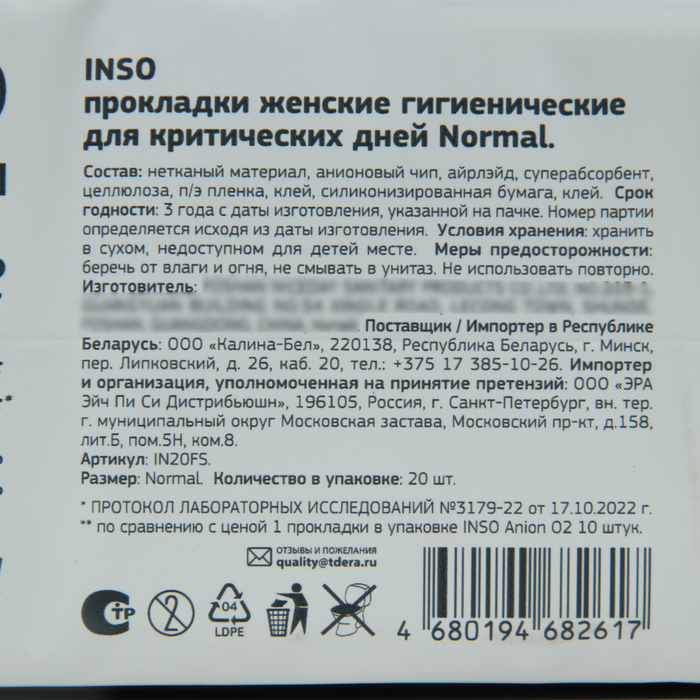 INSO
прокладки женские гигиенические
для критических дней Normal.
Состав: нетканый материал, анионовый чип, айрлэйд, суперабсорбент,
целлюлоза, п/э пленка, клей, силиконизированная бумага, клей. Срок
годности: 3 года с даты изготовления, указанной на пачке. Номер партии
определяется исходя из даты изготовления. Условия хранения: хранить
в сухом, недоступном для детей месте. Меры предосторожности:
беречь от влаги и огня, не смывать в унитаз. Не использовать повторно.
Изготовитель:
Поставщик / Импортер в Республике
Беларусь: ООО «Калина-Бел», 220138, Республика Беларусь, г. Минск,
пер. Липковский, д. 26, каб. 20, тел.: +375 17 385-10-26. Импортер
и организация, уполномоченная на принятие претензий: ООО «ЭРА
Эйч Пи Си Дистрибьюшн», 196105, Россия, г. Санкт-Петербург, вн. тер.
г. муниципальный округ Московская застава, Московский пр-кт, д.158,
лит.Б, пом.5Н, ком.8.
Артикул: IN20FS.
Размер: Normal. Количество в упаковке: 20 шт.
* ПРОТОКОЛ ЛАБОРАТОРНЫХ ИССЛЕДОВАНИЙ №3179-22 от 17.10.2022 г.
** по сравнению с ценой 1 прокладки в упаковке INSO Anion O2 10 штук.
ОТЗЫВЫ И ПОЖЕЛАНИЯ
quality@tdera.ru
СТР
2
04
LDPE
4 680194 682617